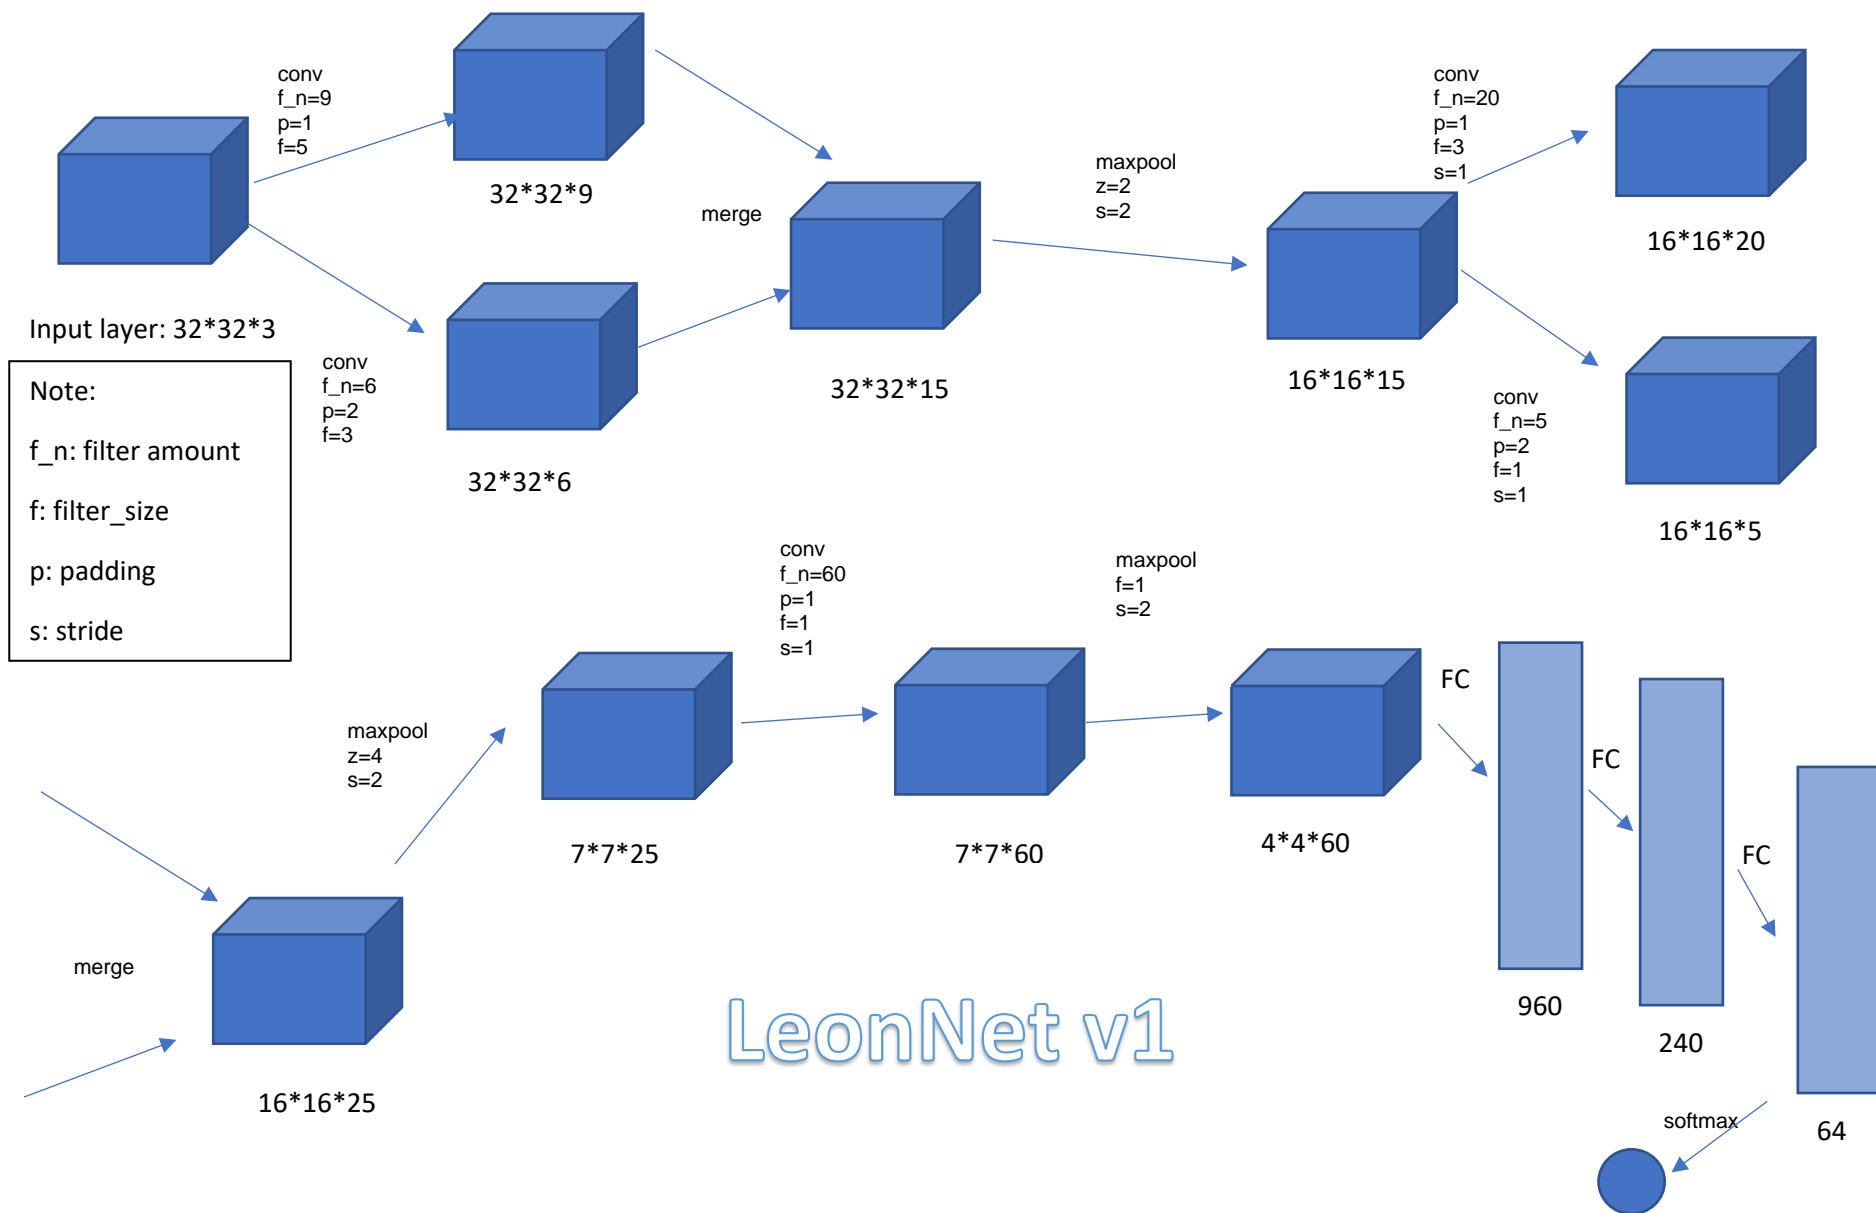 conv
f_n=9
p=1
f=5
32*32*9
Input layer: 32*32*3
conv
f_n=6
p=2
f=3
32*32*6
merge
32*32*15
maxpool
z=2
s=2
16*16*15
conv
f_n=20
p=1
f=3
s=1
16*16*20
conv
f_n=5
p=2
f=1
s=1
16*16*5
Note:
f_n: filter amount
f: filter_size
p: padding
s: stride
merge
16*16*25
maxpool
z=4
s=2
7*7*25
conv
f_n=60
p=1
f=1
s=1
7*7*60
maxpool
f=1
s=2
4*4*60
FC
960
FC
240
FC
64
softmax
LeonNet v1